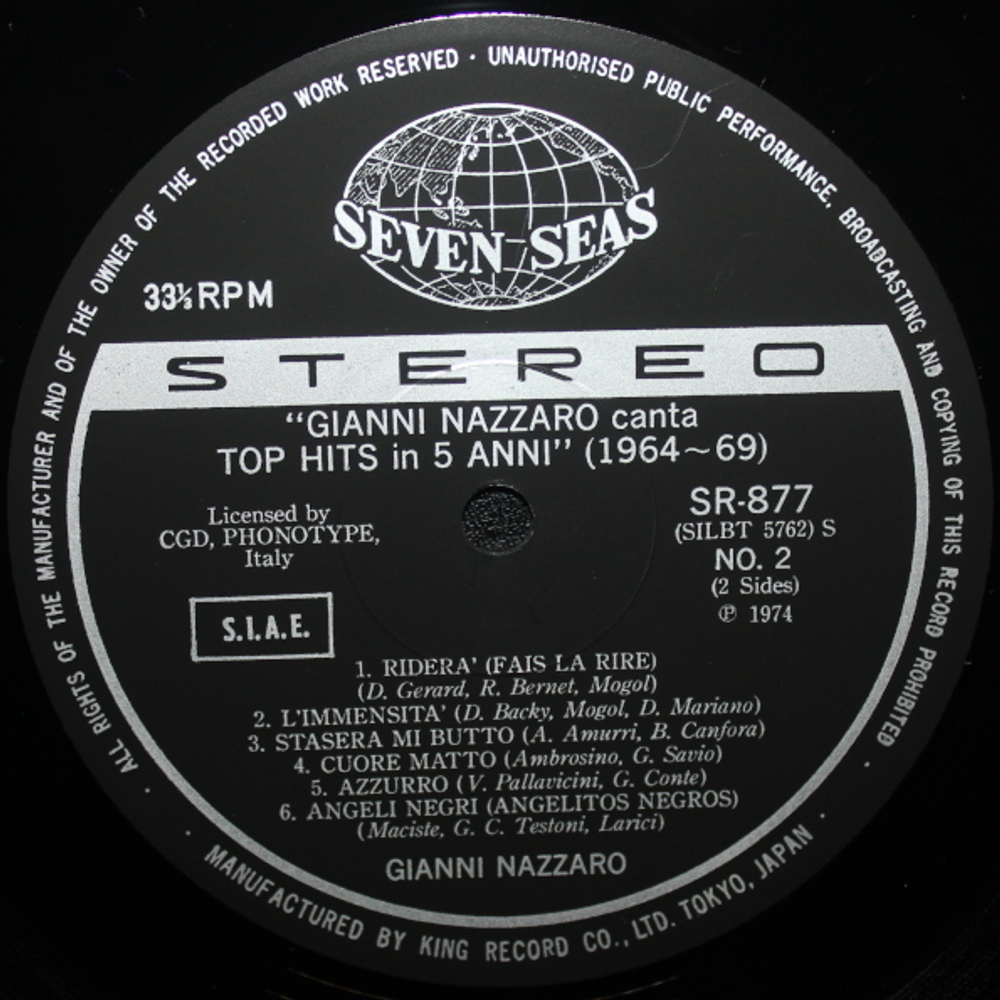 ALL RIGHTS OF THE MANUFACTURER AND OF THE OWNER OF THE RECORDED WORK RESERVED · UNAUTHORISED PUBLIC PERFORMANCE, BROADCASTING AND COPYING OF THIS RECORD PROHIBITED
SEVEN SEAS
33⅓ RPM
STEREO
“GIANNI NAZZARO canta
TOP HITS in 5 ANNI” (1964~69)
Licensed by
CGD, PHONOTYPE,
Italy
S.I.A.E.
SR-877
(SILBT 5762) S
NO. 2
(2 Sides)
Ⓟ 1974
1. RIDERA’ (FAIS LA RIRE)
(D. Gerard, R. Bernet, Mogol)
2. L’IMMENSITA’ (D. Backy, Mogol, D. Mariano)
3. STASERA MI BUTTO (A. Amurri, B. Canfora)
4. CUORE MATTO (Ambrosino, G. Savio)
5. AZZURRO (V. Pallavicini, G. Conte)
6. ANGELI NEGRI (ANGELITOS NEGROS)
(Maciste, G. C. Testoni, Larici)
GIANNI NAZZARO
· MANUFACTURED BY KING RECORD CO., LTD. TOKYO, JAPAN ·